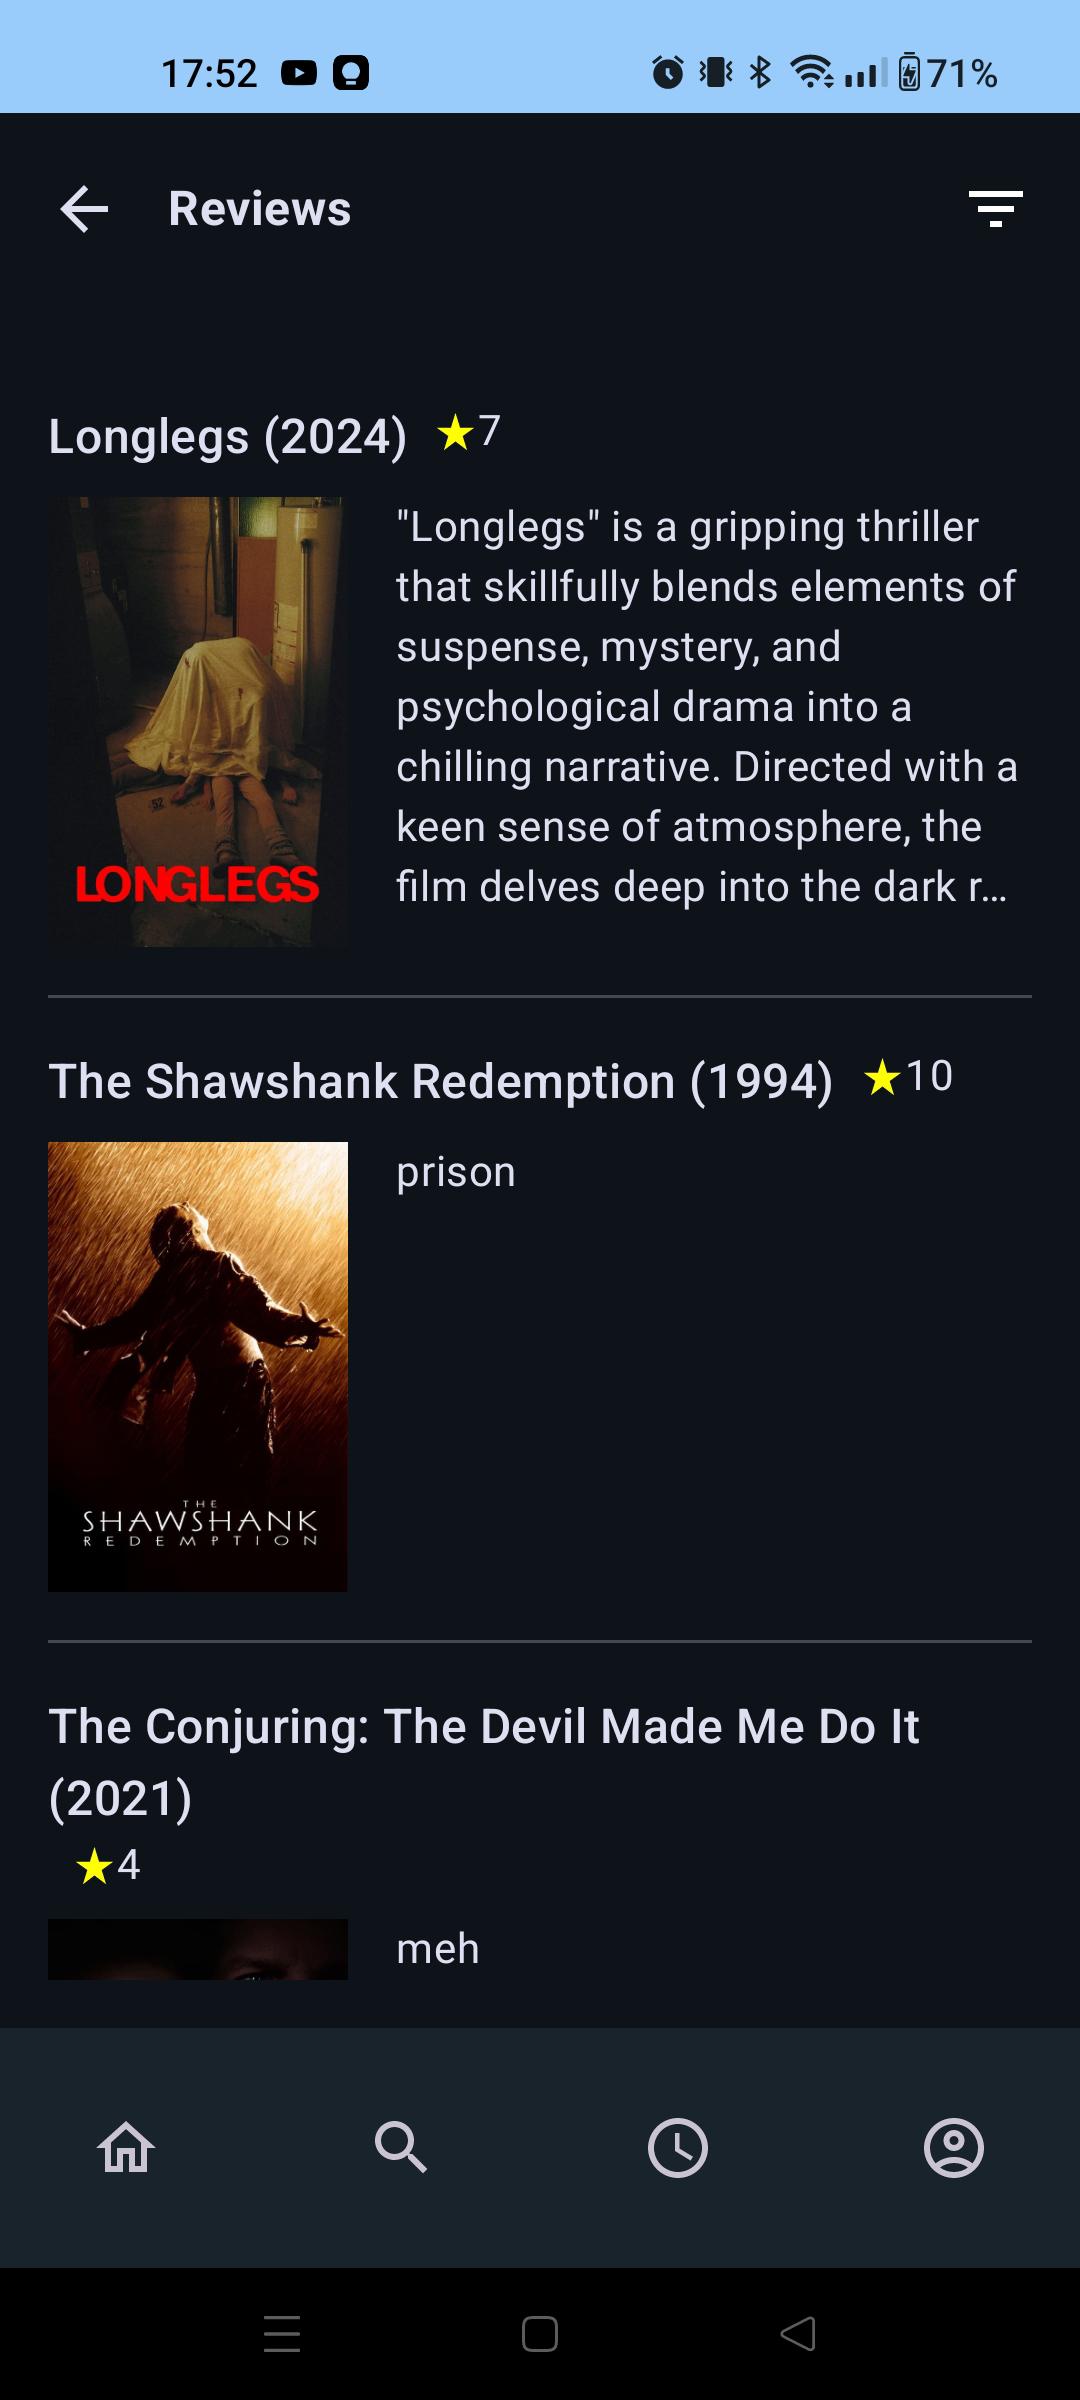 17:52
71%
Reviews
Longlegs (2024) ★7
"Longlegs" is a gripping thriller
that skillfully blends elements of
suspense, mystery, and
psychological drama into a
chilling narrative. Directed with a
keen sense of atmosphere, the
film delves deep into the dark r...
52
LONGLEGS
The Shawshank Redemption (1994) ★10
prison
THE
SHAWSHANK
REDEMPTION
The Conjuring: The Devil Made Me Do It
(2021)
★4
meh